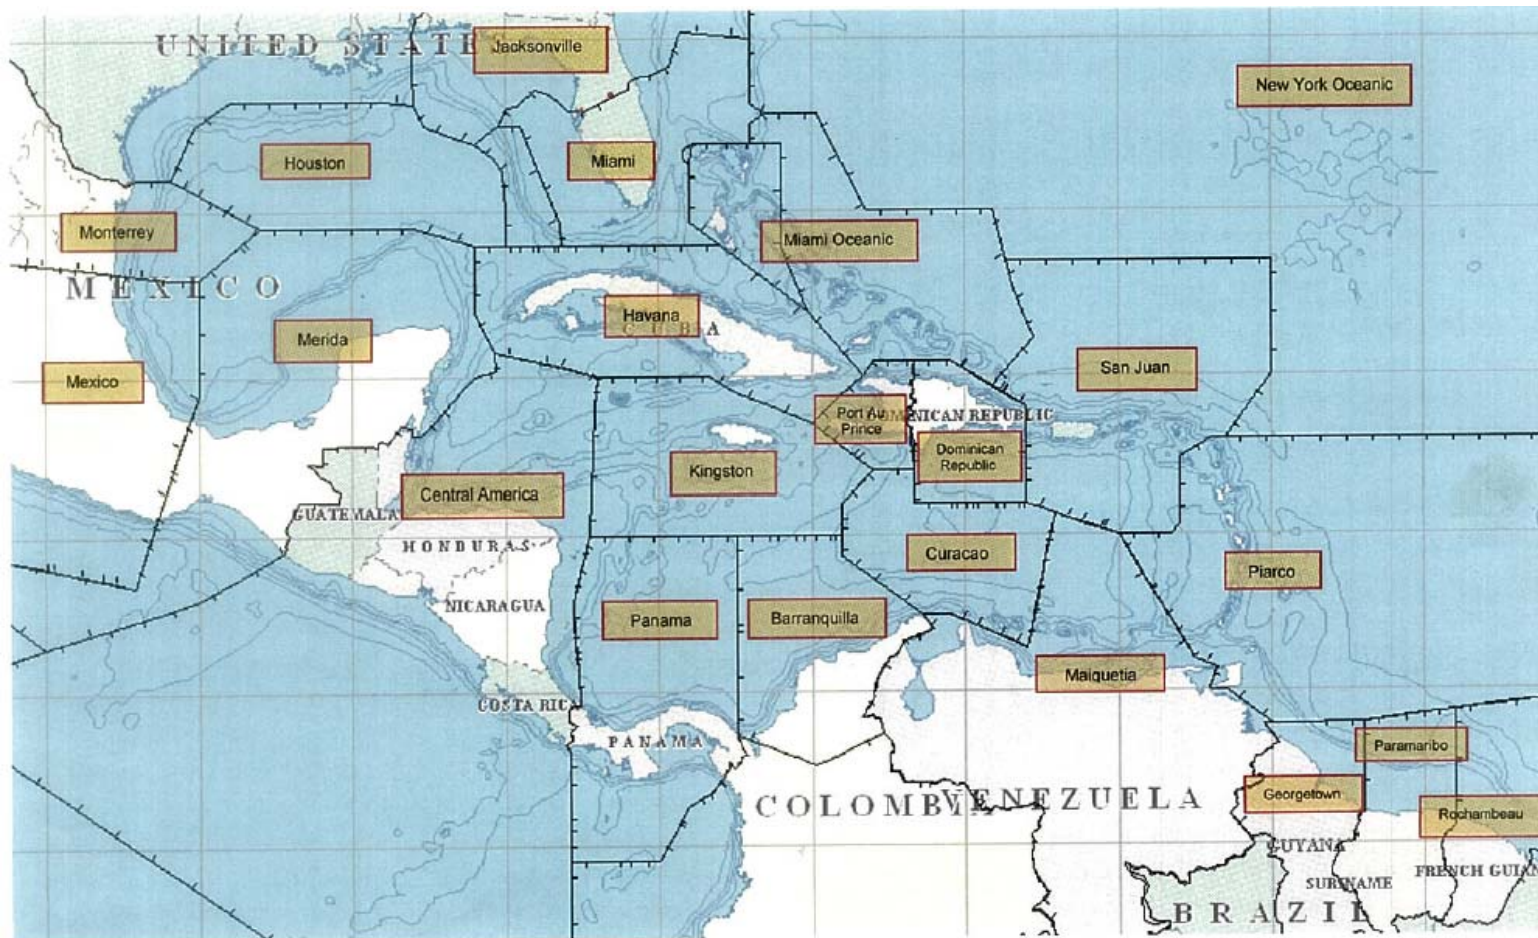 UNITED STATES
Jacksonville
New York Oceanic
Houston
Miami
Monterrey
Miami Oceanic
MEXICO
Havana
CUBA
Merida
San Juan
Mexico
Port Au
Prince
DOMINICAN REPUBLIC
Dominican
Republic
Kingston
Central America
GUATEMALA
HONDURAS
Curacao
Piarco
NICARAGUA
Panama
Barranquilla
Maiquetia
COSTA RICA
PANAMA
Paramaribo
COLOMBIA
VENEZUELA
Georgetown
Rochambeau
GUYANA
SURINAME
FRENCH GUIAN
BRAZIL